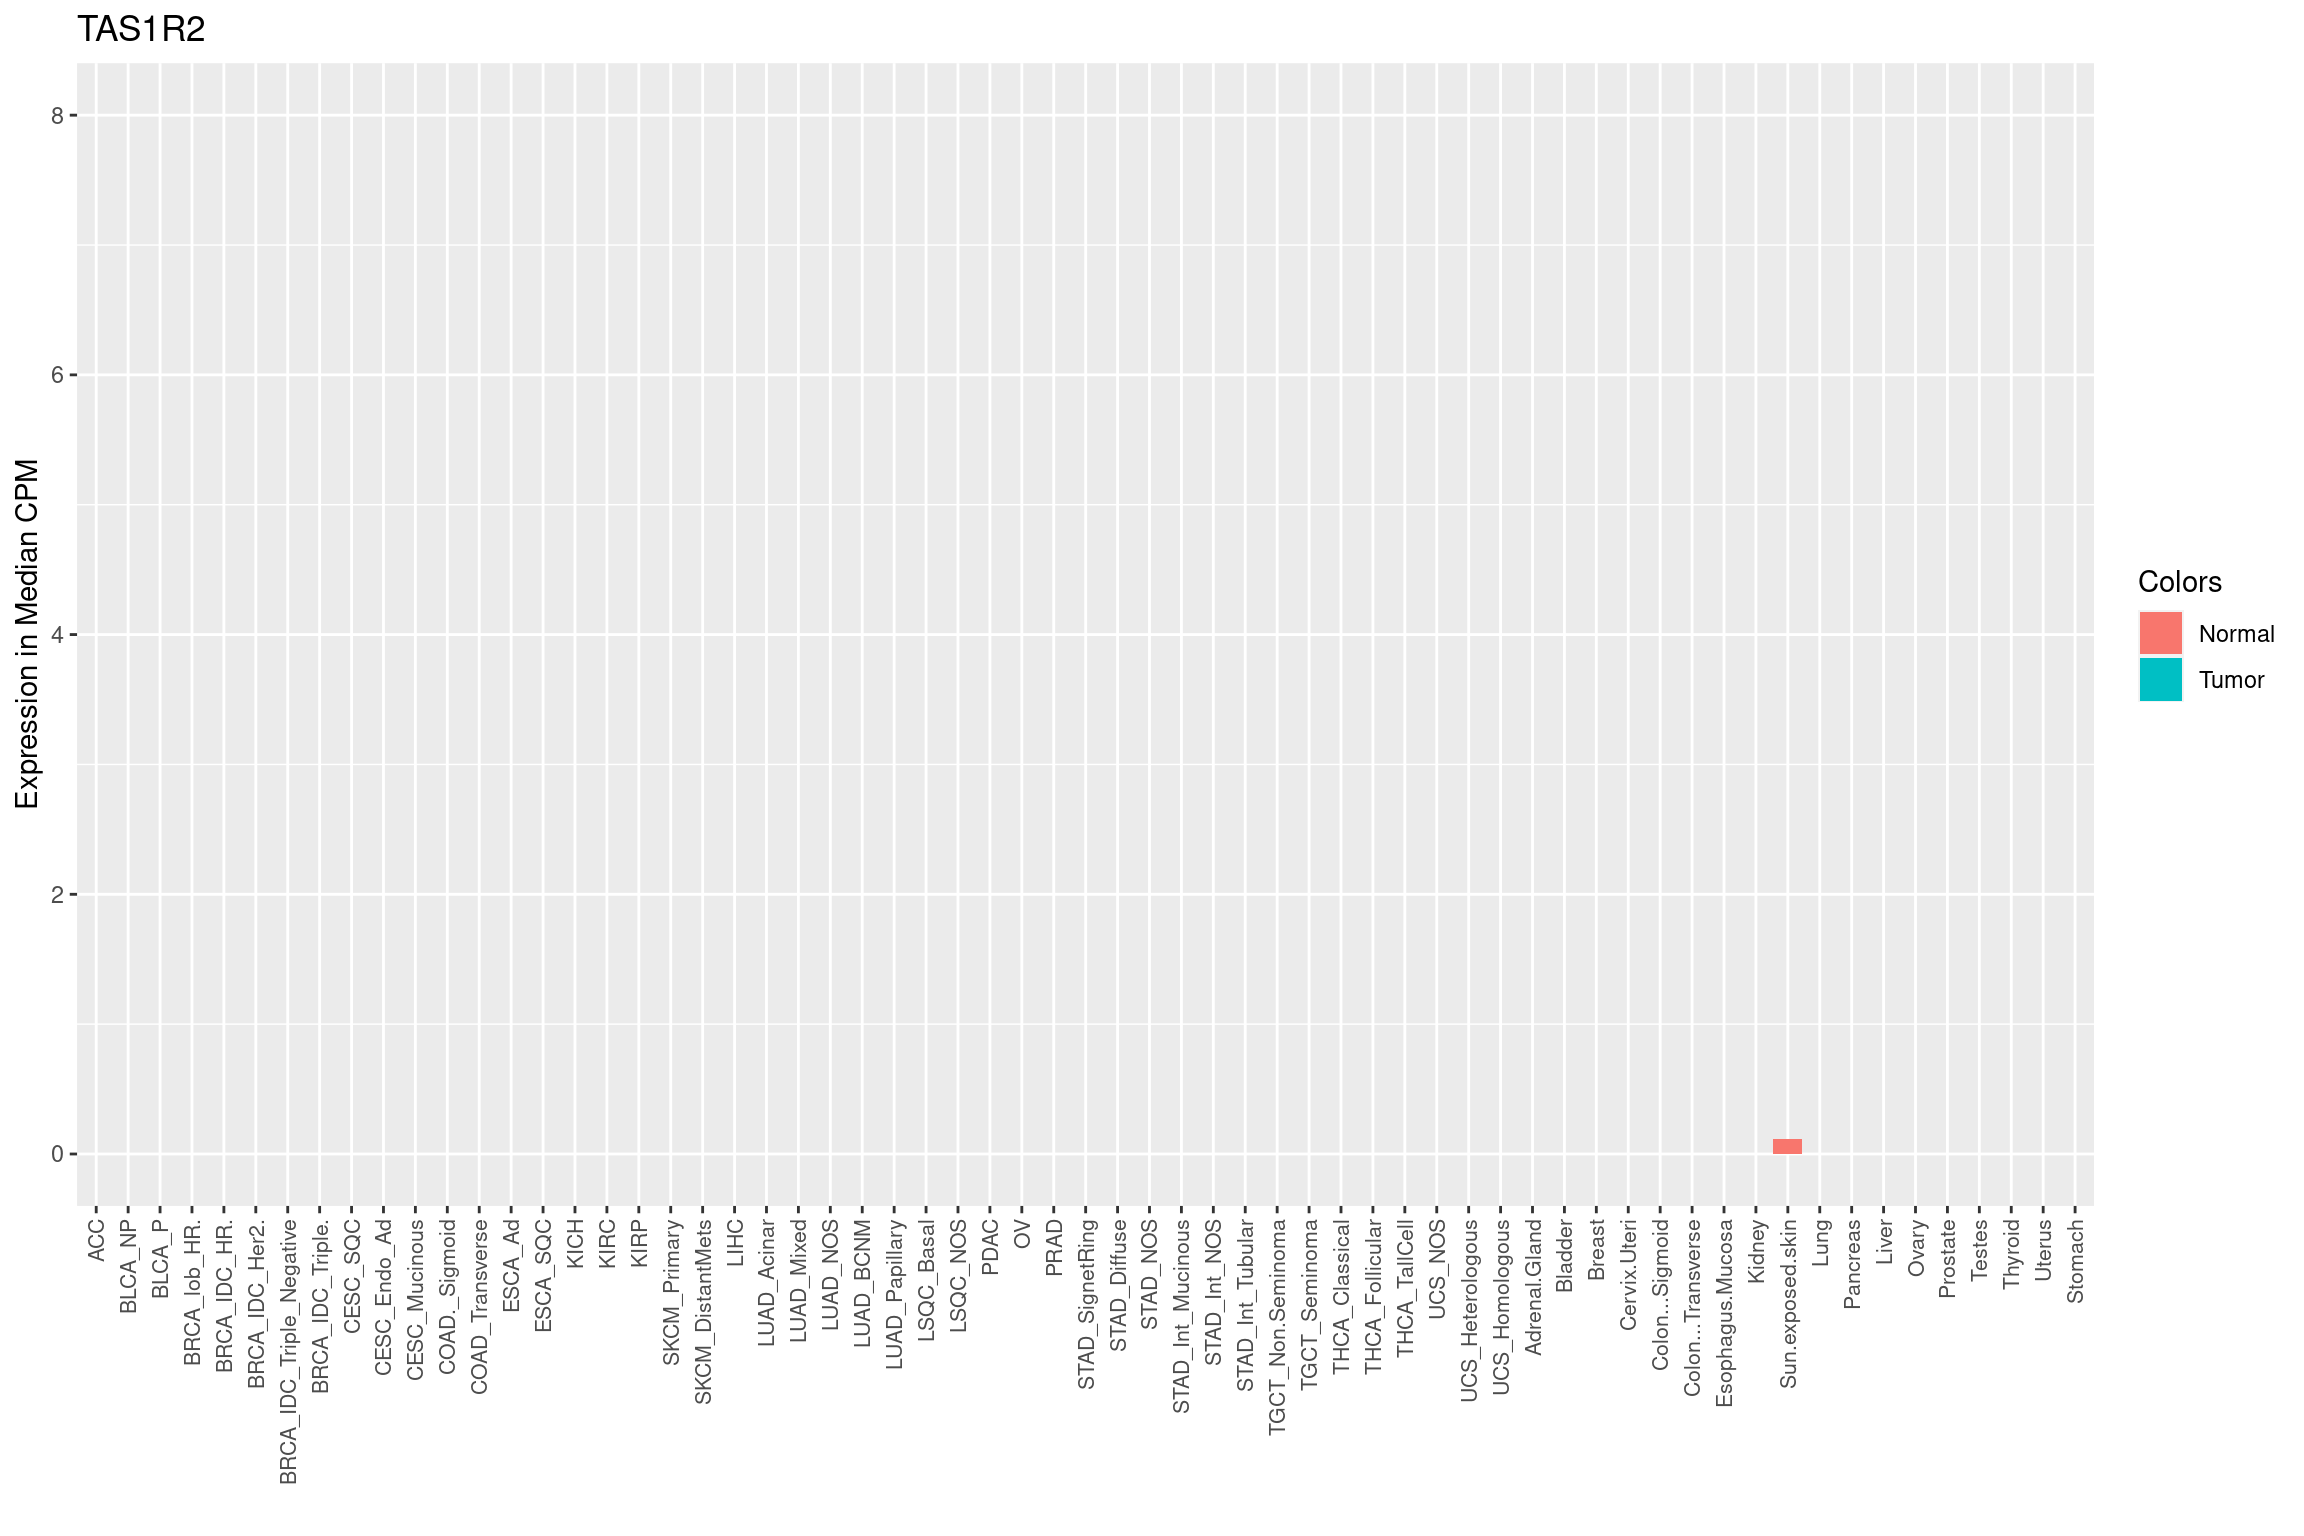 TAS1R2
Expression in Median CPM
8
6
4
2
0
ACC
BLCA_NP
BLCA_P
BRCA_lob_HR.
BRCA_IDC_HR.
BRCA_IDC_Her2.
BRCA_IDC_Triple_Negative
BRCA_IDC_Triple.
CESC_SQC
CESC_Endo_Ad
CESC_Mucinous
COAD._Sigmoid
COAD_Transverse
ESCA_Ad
ESCA_SQC
KICH
KIRC
KIRP
SKCM_Primary
SKCM_DistantMets
LIHC
LUAD_Acinar
LUAD_Mixed
LUAD_NOS
LUAD_BCNM
LUAD_Papillary
LSQC_Basal
LSQC_NOS
PDAC
OV
PRAD
STAD_SignetRing
STAD_Diffuse
STAD_NOS
STAD_Int_Mucinous
STAD_Int_NOS
STAD_Int_Tubular
TGCT_Non.Seminoma
TGCT_Seminoma
THCA_Classical
THCA_Follicular
THCA_TallCell
UCS_NOS
UCS_Heterologous
UCS_Homologous
Adrenal.Gland
Bladder
Breast
Cervix.Uteri
Colon...Sigmoid
Colon...Transverse
Esophagus.Mucosa
Kidney
Sun.exposed.skin
Lung
Pancreas
Liver
Ovary
Prostate
Testes
Thyroid
Uterus
Stomach
Colors
Normal
Tumor